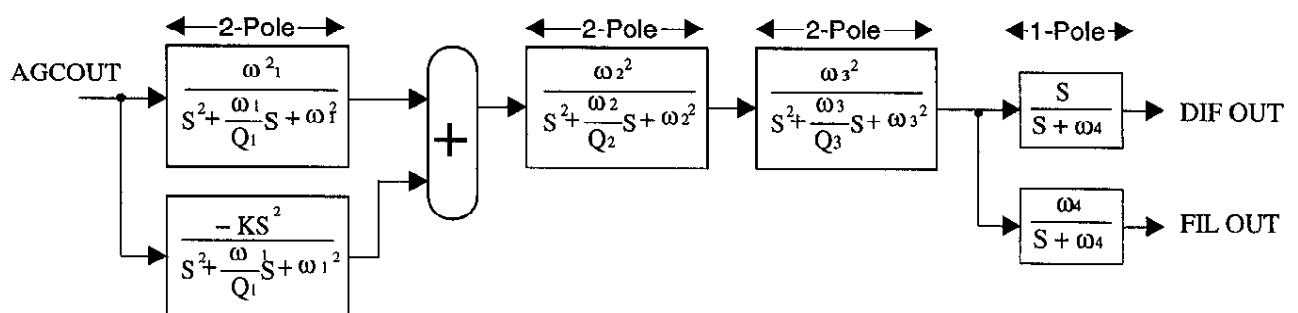 2-Pole 2-Pole 2-Pole 1-Pole
AGCOUT
ω²₁
S²+ ω₁/Q₁ S + ω₁²
+
ω₂²
S²+ ω₂/Q₂ S + ω₂²
ω₃²
S²+ ω₃/Q₃ S + ω₃²
S
S + ω₄
DIF OUT
– KS²
S²+ ω₁/Q₁ S + ω₁²
ω₄
S + ω₄
FIL OUT